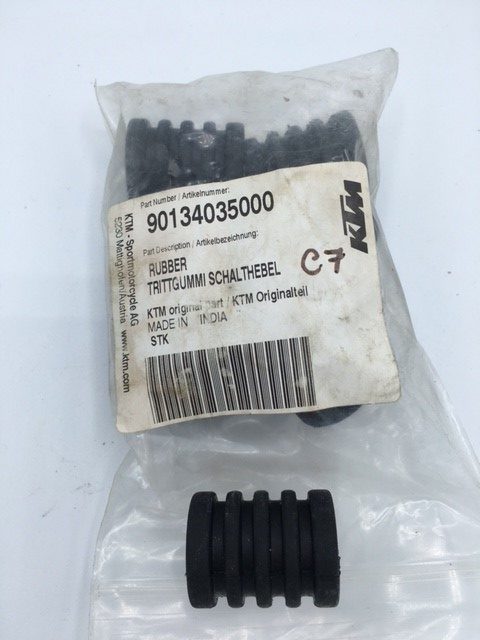 Part Number / Artikelnummer:
90134035000
Part Description / Artikelbezeichnung:
RUBBER
TRITTGUMMI SCHALTHEBEL
C7
KTM original part / KTM Originalteil
MADE IN INDIA
STK
KTM
KTM - Sportmotorcycle AG
5230 Mattighofen/Austria
www.ktm.com